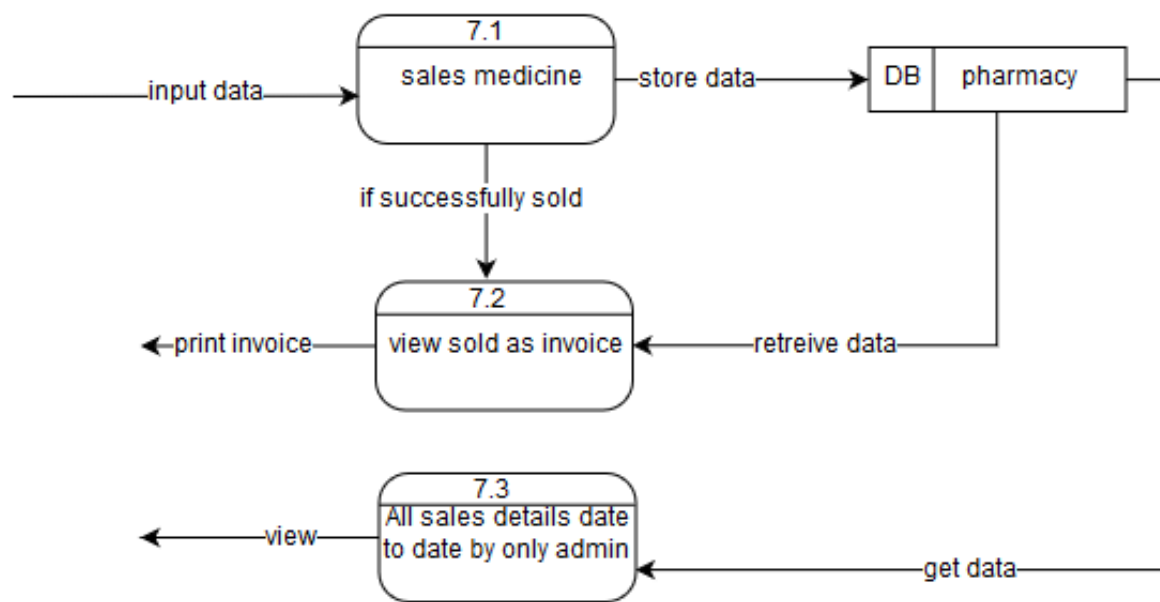 7.1
input data
sales medicine
store data
DB
pharmacy
if successfully sold
7.2
print invoice
view sold as invoice
retreive data
7.3
All sales details date
to date by only admin
view
get data